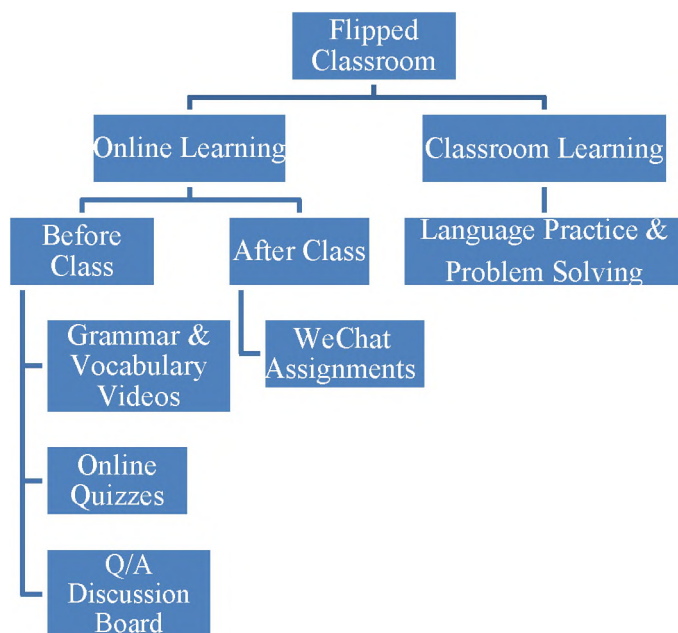 Flipped
Classroom
Online Learning
Classroom Learning
Before
Class
After Class
Language Practice &
Problem Solving
Grammar &
Vocabulary
Videos
WeChat
Assignments
Online
Quizzes
Q/A
Discussion
Board